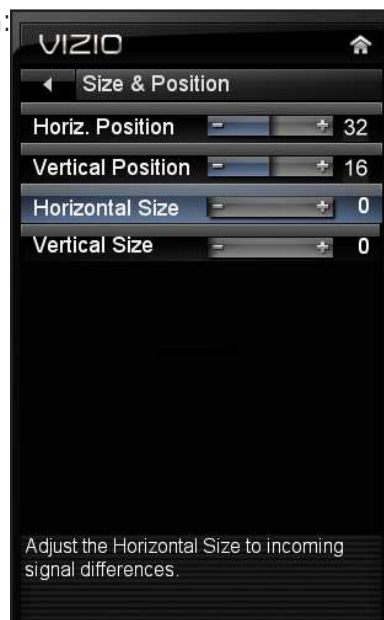 VIZIO
Size & Position
Horiz. Position - + 32
Vertical Position - + 16
Horizontal Size - + 0
Vertical Size - + 0
Adjust the Horizontal Size to incoming
signal differences.